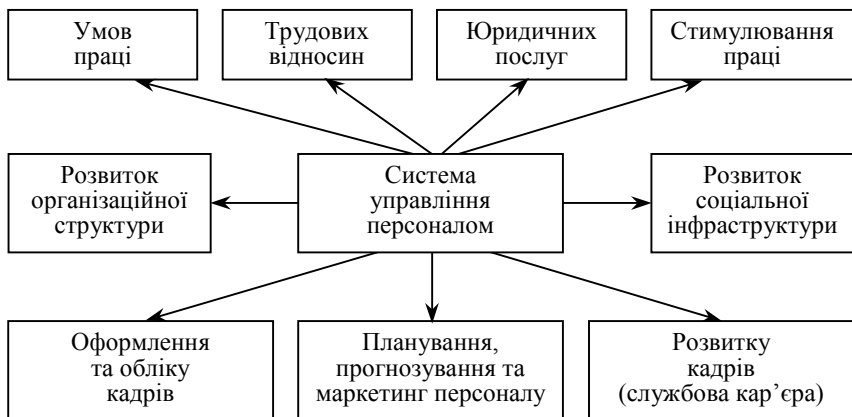 Умов
праці
Трудових
відносин
Юридичних
послуг
Стимулювання
праці
Розвиток
організаційної
структури
Система
управління
персоналом
Розвиток
соціальної
інфраструктури
Оформлення
та обліку
кадрів
Планування,
прогнозування та
маркетинг персоналу
Розвитку
кадрів
(службова кар’єра)